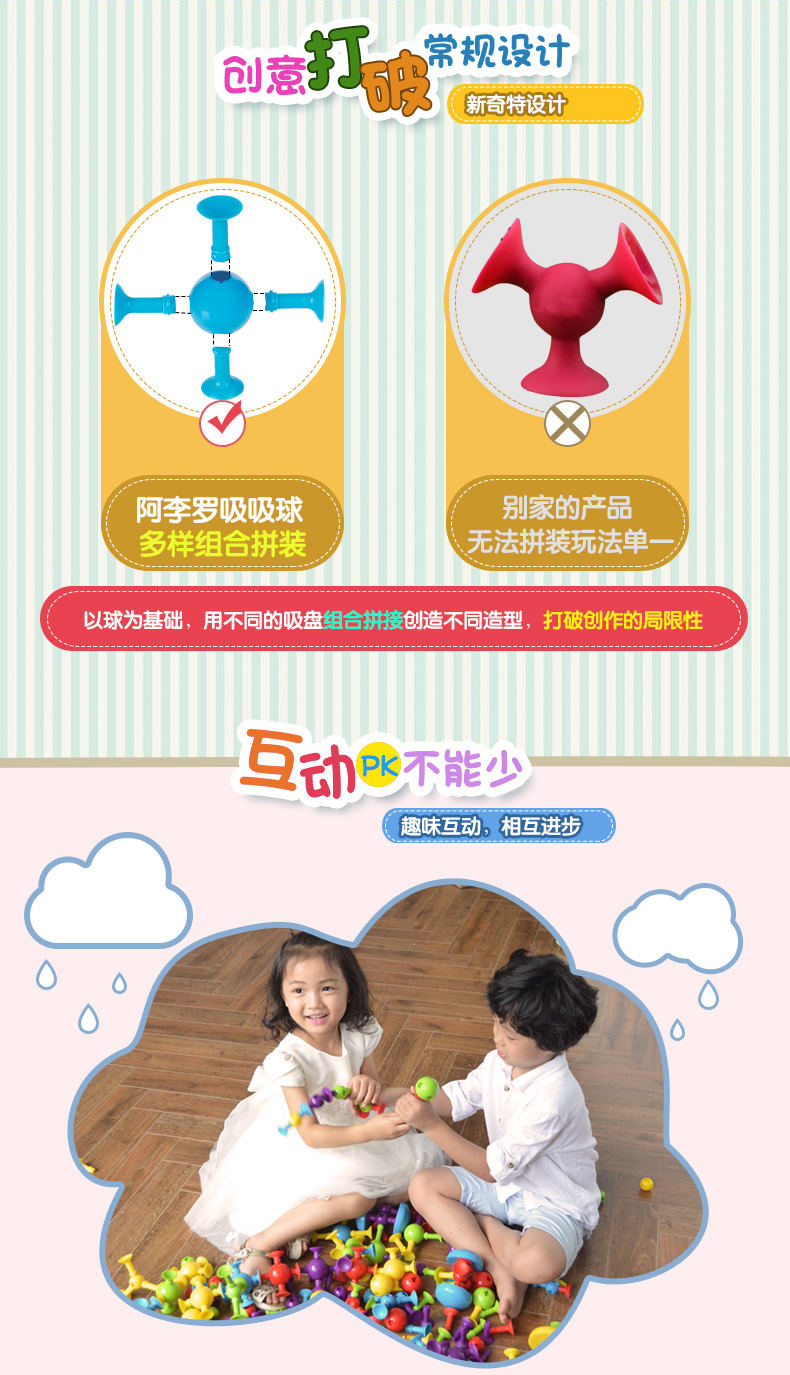 创意打破常规设计
新奇特设计
阿李罗吸吸球
多样组合拼装
别家的产品
无法拼装玩法单一
以球为基础，用不同的吸盘组合拼接创造不同造型，打破创作的局限性
互动PK不能少
趣味互动，相互进步